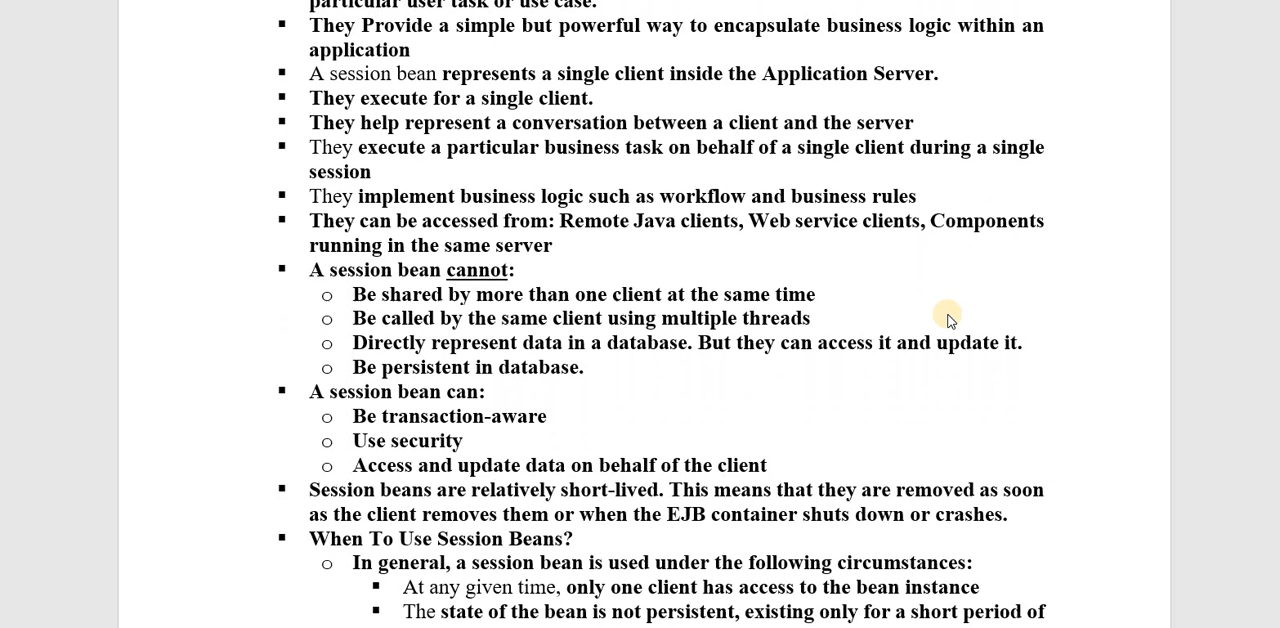 particular user task or use case.
▪ They Provide a simple but powerful way to encapsulate business logic within an
application
▪ A session bean represents a single client inside the Application Server.
▪ They execute for a single client.
▪ They help represent a conversation between a client and the server
▪ They execute a particular business task on behalf of a single client during a single
session
▪ They implement business logic such as workflow and business rules
▪ They can be accessed from: Remote Java clients, Web service clients, Components
running in the same server
▪ A session bean cannot:
o Be shared by more than one client at the same time
o Be called by the same client using multiple threads
o Directly represent data in a database. But they can access it and update it.
o Be persistent in database.
▪ A session bean can:
o Be transaction-aware
o Use security
o Access and update data on behalf of the client
▪ Session beans are relatively short-lived. This means that they are removed as soon
as the client removes them or when the EJB container shuts down or crashes.
▪ When To Use Session Beans?
o In general, a session bean is used under the following circumstances:
▪ At any given time, only one client has access to the bean instance
▪ The state of the bean is not persistent, existing only for a short period of